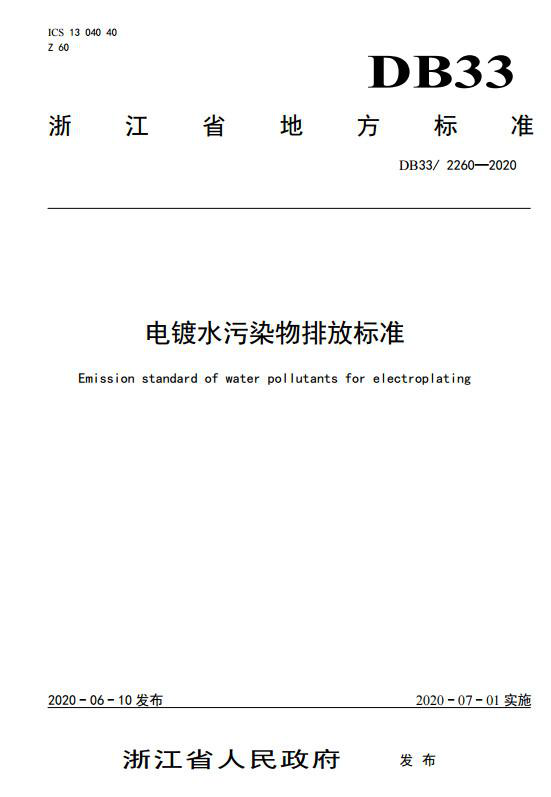 ICS 13 040 40
Z 60
DB33
浙江省地方标准
DB33/ 2260—2020
电镀水污染物排放标准
Emission standard of water pollutants for electroplating
2020-06-10 发布
2020-07-01 实施
浙江省人民政府 发布